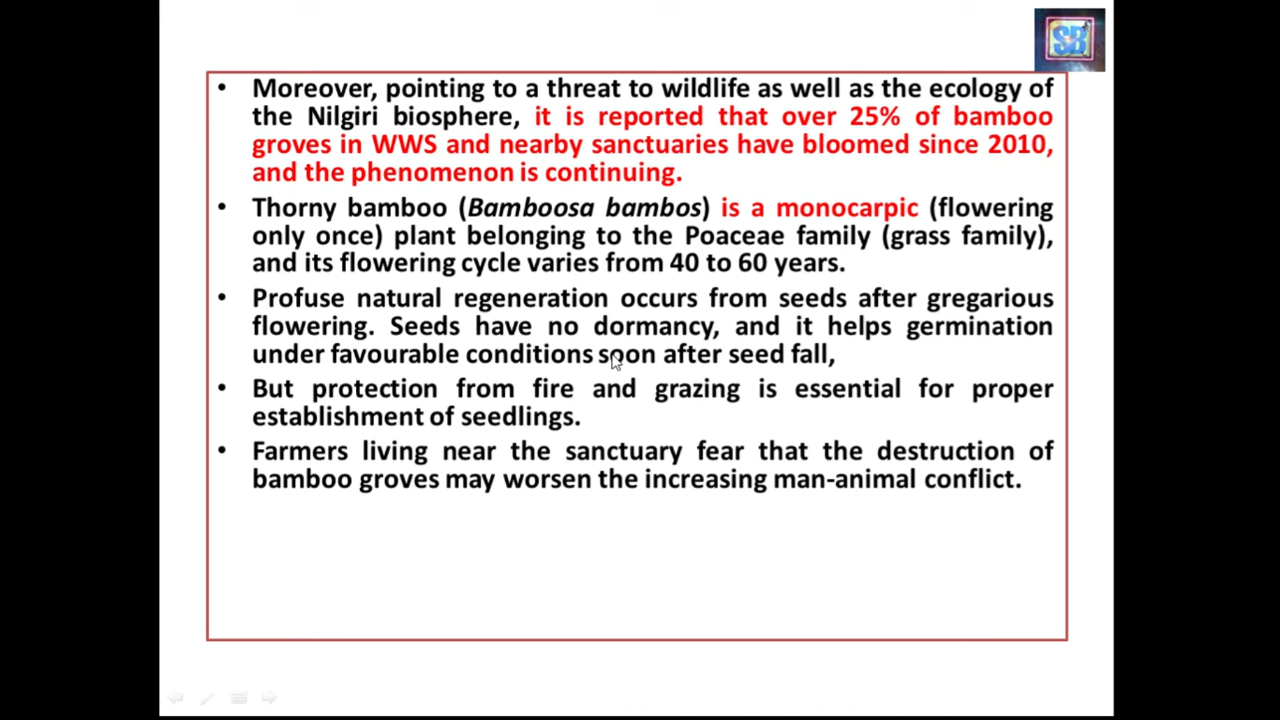 SB
• Moreover, pointing to a threat to wildlife as well as the ecology of
the Nilgiri biosphere, it is reported that over 25% of bamboo
groves in WWS and nearby sanctuaries have bloomed since 2010,
and the phenomenon is continuing.
• Thorny bamboo (Bamboosa bambos) is a monocarpic (flowering
only once) plant belonging to the Poaceae family (grass family),
and its flowering cycle varies from 40 to 60 years.
• Profuse natural regeneration occurs from seeds after gregarious
flowering. Seeds have no dormancy, and it helps germination
under favourable conditions soon after seed fall,
• But protection from fire and grazing is essential for proper
establishment of seedlings.
• Farmers living near the sanctuary fear that the destruction of
bamboo groves may worsen the increasing man-animal conflict.